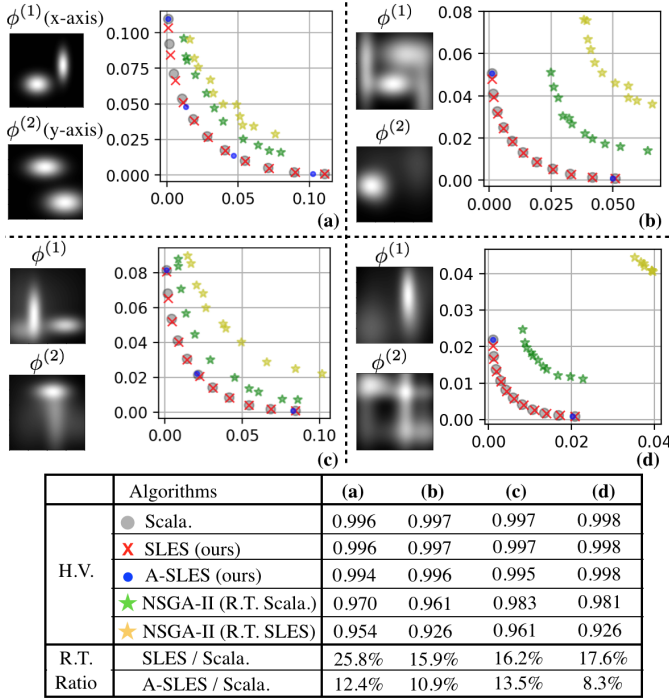 ϕ(1)(x-axis)
ϕ(2)(y-axis)
0.100
0.075
0.050
0.025
0.000
0.00 0.05 0.10
(a)
ϕ(1)
ϕ(2)
0.08
0.06
0.04
0.02
0.00
0.000 0.025 0.050
(b)
ϕ(1)
ϕ(2)
0.08
0.06
0.04
0.02
0.00
0.00 0.05 0.10
(c)
ϕ(1)
ϕ(2)
0.04
0.03
0.02
0.01
0.00
0.00 0.02 0.04
(d)
Algorithms (a) (b) (c) (d)
H.V.
Scala. 0.996 0.997 0.997 0.998
SLES (ours) 0.996 0.997 0.997 0.998
A-SLES (ours) 0.994 0.996 0.995 0.998
NSGA-II (R.T. Scala.) 0.970 0.961 0.983 0.981
NSGA-II (R.T. SLES) 0.954 0.926 0.961 0.926
R.T. SLES / Scala. 25.8% 15.9% 16.2% 17.6%
Ratio A-SLES / Scala. 12.4% 10.9% 13.5% 8.3%